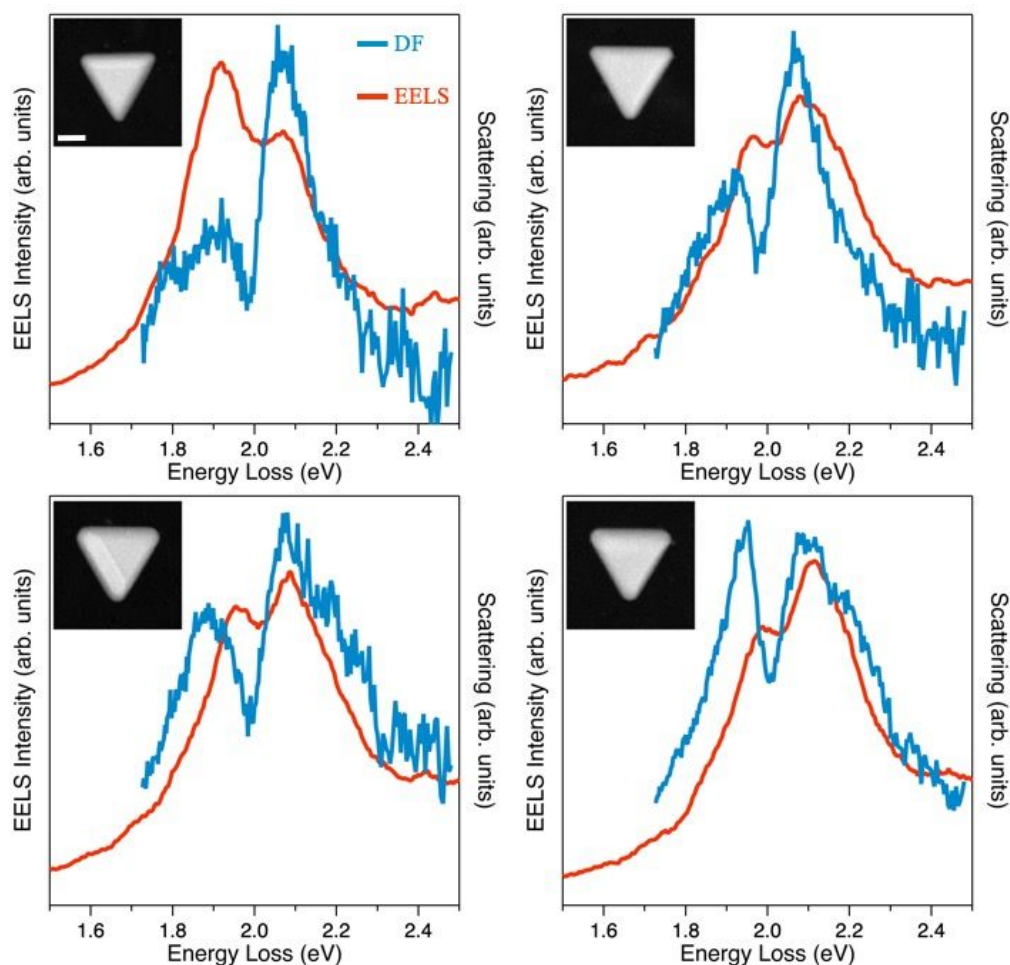 DF
EELS
EELS Intensity (arb. units)
Scattering (arb. units)
1.6 1.8 2.0 2.2 2.4
Energy Loss (eV)
EELS Intensity (arb. units)
Scattering (arb. units)
1.6 1.8 2.0 2.2 2.4
Energy Loss (eV)
EELS Intensity (arb. units)
Scattering (arb. units)
1.6 1.8 2.0 2.2 2.4
Energy Loss (eV)
EELS Intensity (arb. units)
Scattering (arb. units)
1.6 1.8 2.0 2.2 2.4
Energy Loss (eV)